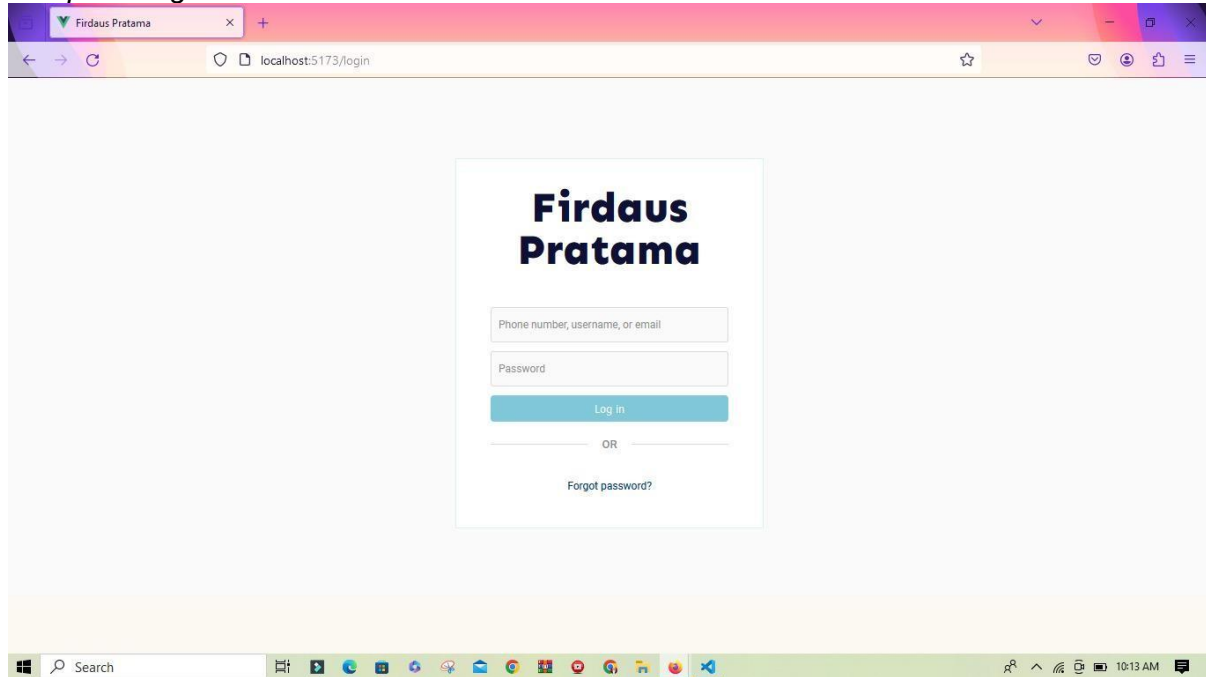 Firdaus Pratama
localhost:5173/login
Firdaus
Pratama
Phone number, username, or email
Password
Log in
OR
Forgot password?
Search
10:13 AM